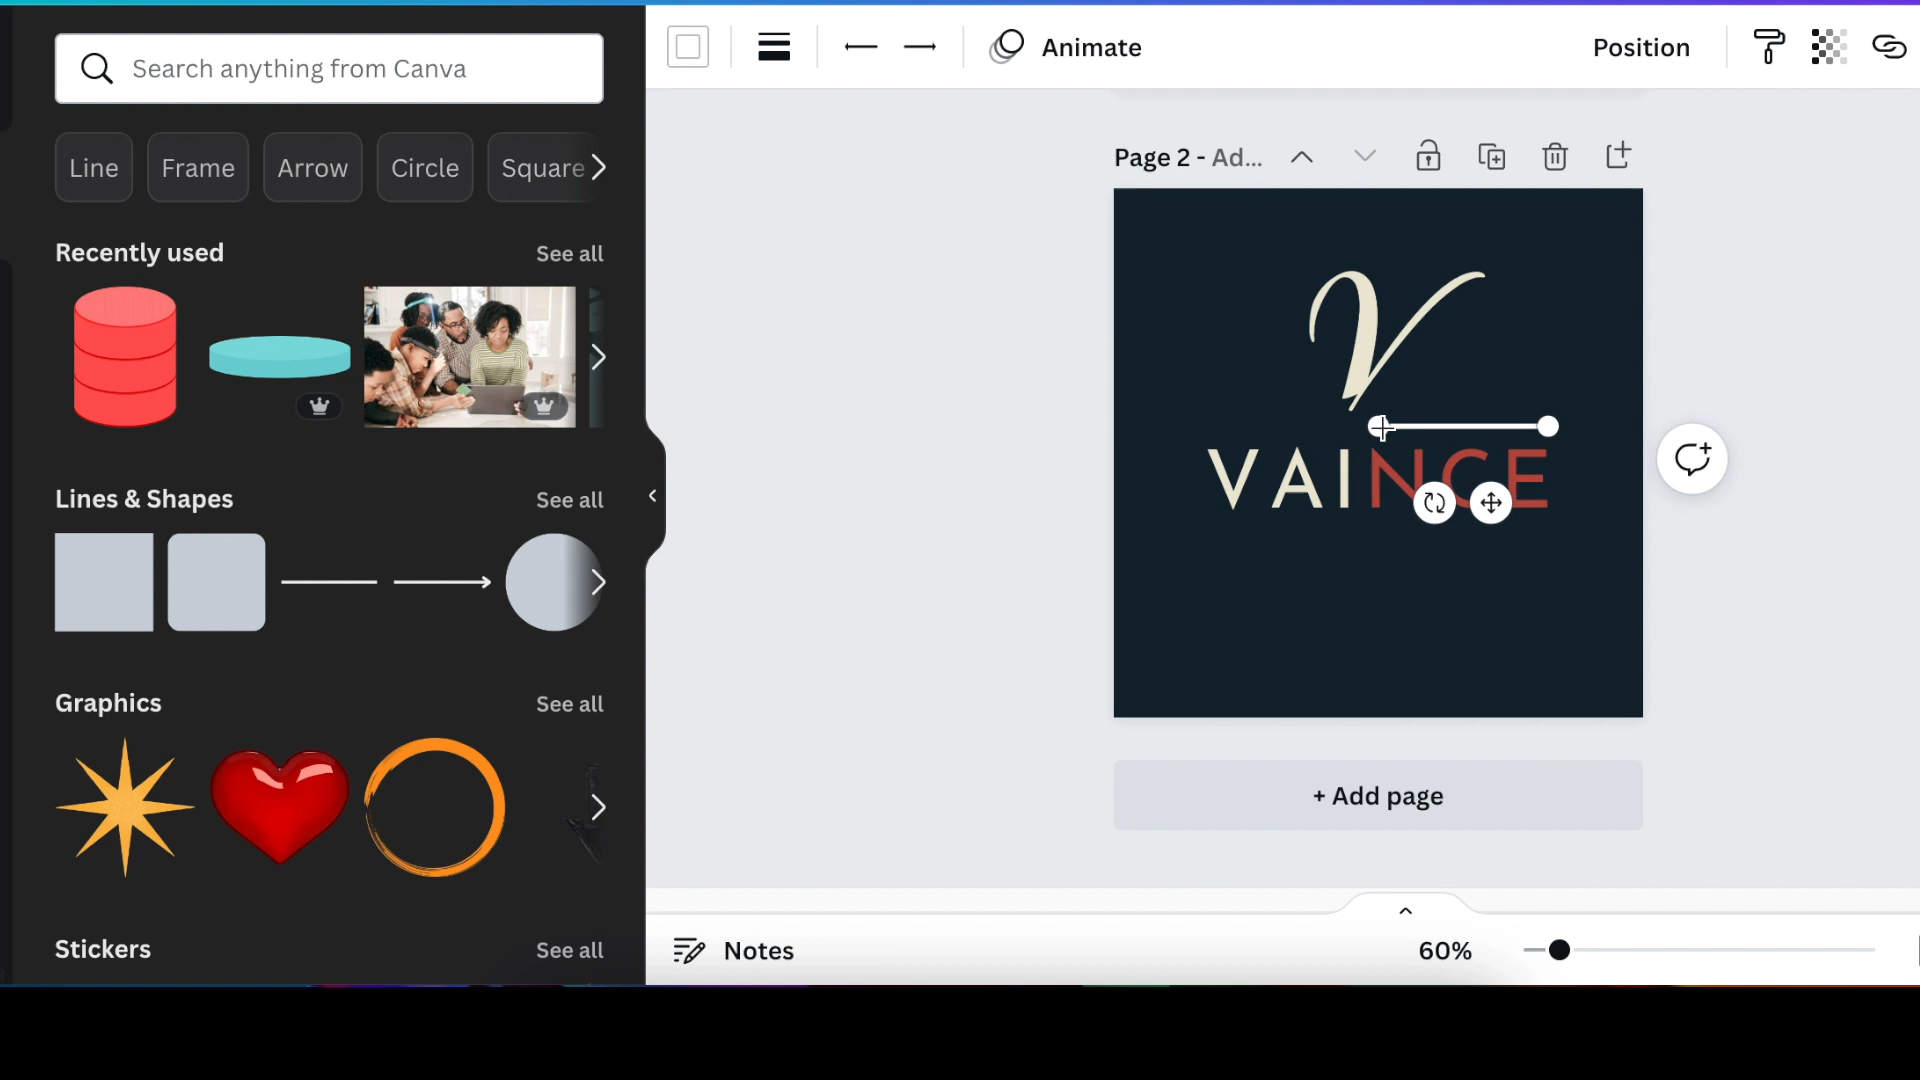 Search anything from Canva
Line Frame Arrow Circle Square
Recently used See all
Lines & Shapes See all
Graphics See all
Stickers See all
Animate
Position
Page 2 - Ad...
V
VAINCE
+ Add page
Notes
60%